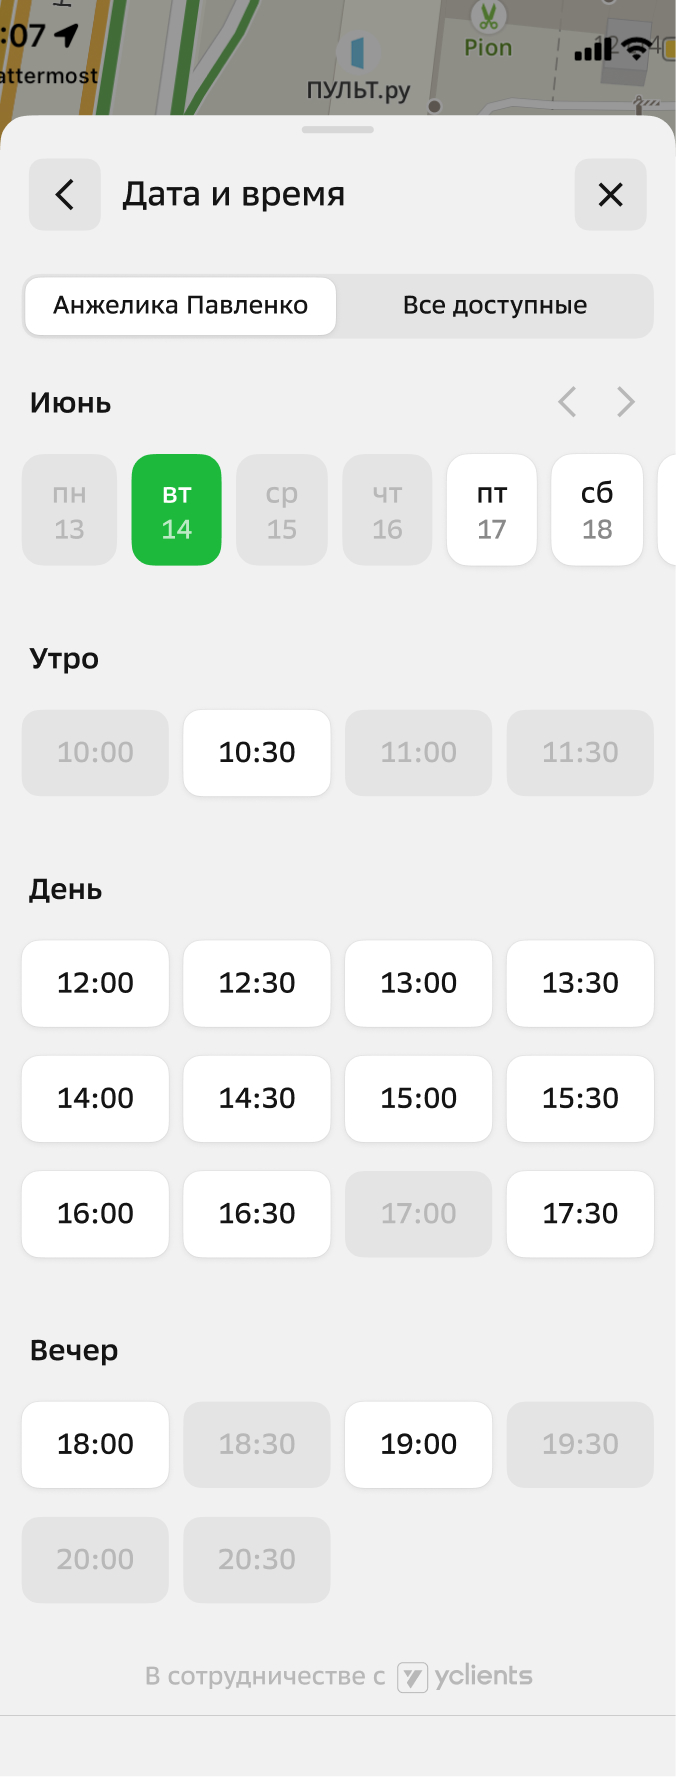 :07
attermost
Pion
ПУЛЬТ.ру
Дата и время
Анжелика Павленко Все доступные
Июнь
пн вт ср чт пт сб
13 14 15 16 17 18
Утро
10:00 10:30 11:00 11:30
День
12:00 12:30 13:00 13:30
14:00 14:30 15:00 15:30
16:00 16:30 17:00 17:30
Вечер
18:00 18:30 19:00 19:30
20:00 20:30
В сотрудничестве с yclients